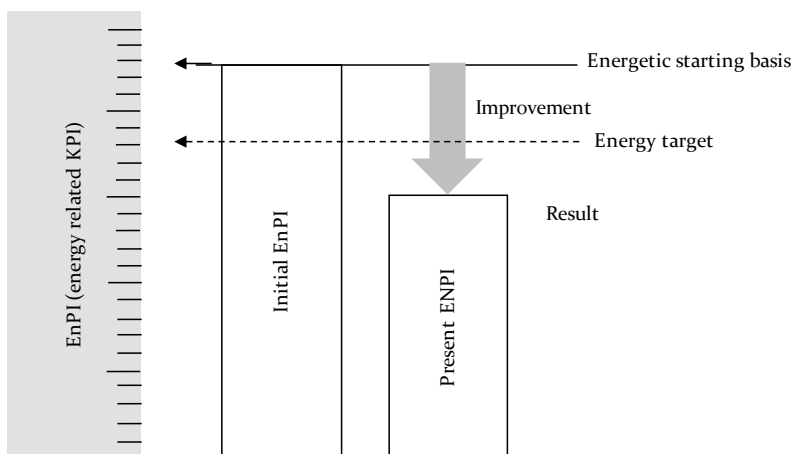 Energetic starting basis
Improvement
Energy target
Result
EnPI (energy related KPI)
Initial EnPI
Present ENPI